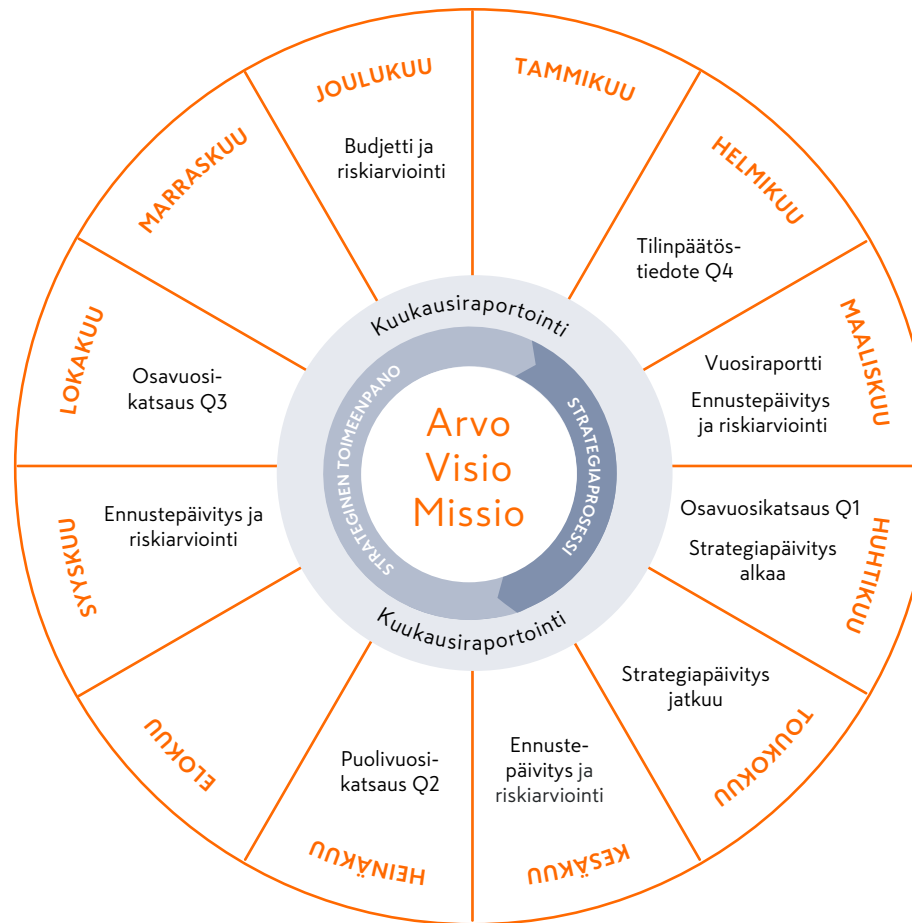 TAMMIKUU
HELMIKUU
Tilinpäätös-
tiedote Q4
MAALISKUU
Vuosiraportti
Ennustepäivitys
ja riskiarviointi
HUHTIKUU
Osavuosikatsaus Q1
Strategiapäivitys
alkaa
TOUKOKUU
Strategiapäivitys
jatkuu
KESÄKUU
Ennuste-
päivitys ja
riskiarviointi
HEINÄKUU
Puolivuosi-
katsaus Q2
ELOKUU
SYYSKUU
Ennustepäivitys ja
riskiarviointi
LOKAKUU
Osavuosi-
katsaus Q3
MARRASKUU
JOULUKUU
Budjetti ja
riskiarviointi
Kuukausiraportointi
STRATEGIAPROSESSI
STRATEGINEN TOIMEENPANO
Arvo
Visio
Missio
Kuukausiraportointi